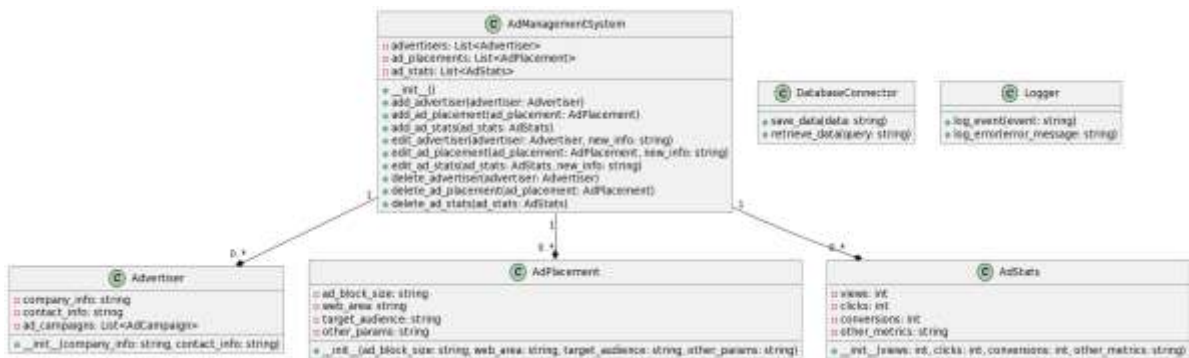 C AdManagementSystem
advertisers: List<Advertiser>
ad_placements: List<AdPlacement>
ad_stats: List<AdStats>
__init__()
add_advertiser(advertiser: Advertiser)
add_ad_placement(ad_placement: AdPlacement)
add_ad_stats(ad_stats: AdStats)
edit_advertiser(advertiser: Advertiser, new_info: string)
edit_ad_placement(ad_placement: AdPlacement, new_info: string)
edit_ad_stats(ad_stats: AdStats, new_info: string)
delete_advertiser(advertiser: Advertiser)
delete_ad_placement(ad_placement: AdPlacement)
delete_ad_stats(ad_stats: AdStats)
C DatabaseConnector
save_data(data: string)
retrieve_data(query: string)
C Logger
log_event(event: string)
log_error(error_message: string)
1
1
1
0..*
0..*
0..*
C Advertiser
company_info: string
contact_info: string
ad_campaigns: List<AdCampaign>
__init__(company_info: string, contact_info: string)
C AdPlacement
ad_block_size: string
web_area: string
target_audience: string
other_params: string
__init__(ad_block_size: string, web_area: string, target_audience: string, other_params: string)
C AdStats
views: int
clicks: int
conversions: int
other_metrics: string
__init__(views: int, clicks: int, conversions: int, other_metrics: string)